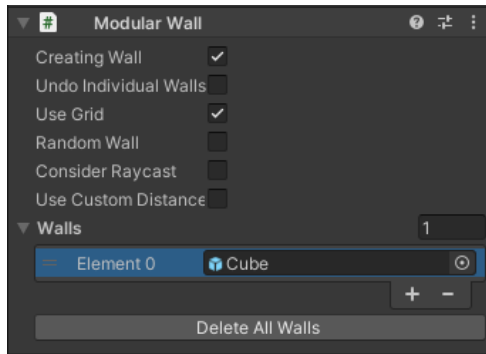 # Modular Wall
Creating Wall
Undo Individual Walls
Use Grid
Random Wall
Consider Raycast
Use Custom Distance
Walls 1
Element 0 Cube
+ -
Delete All Walls